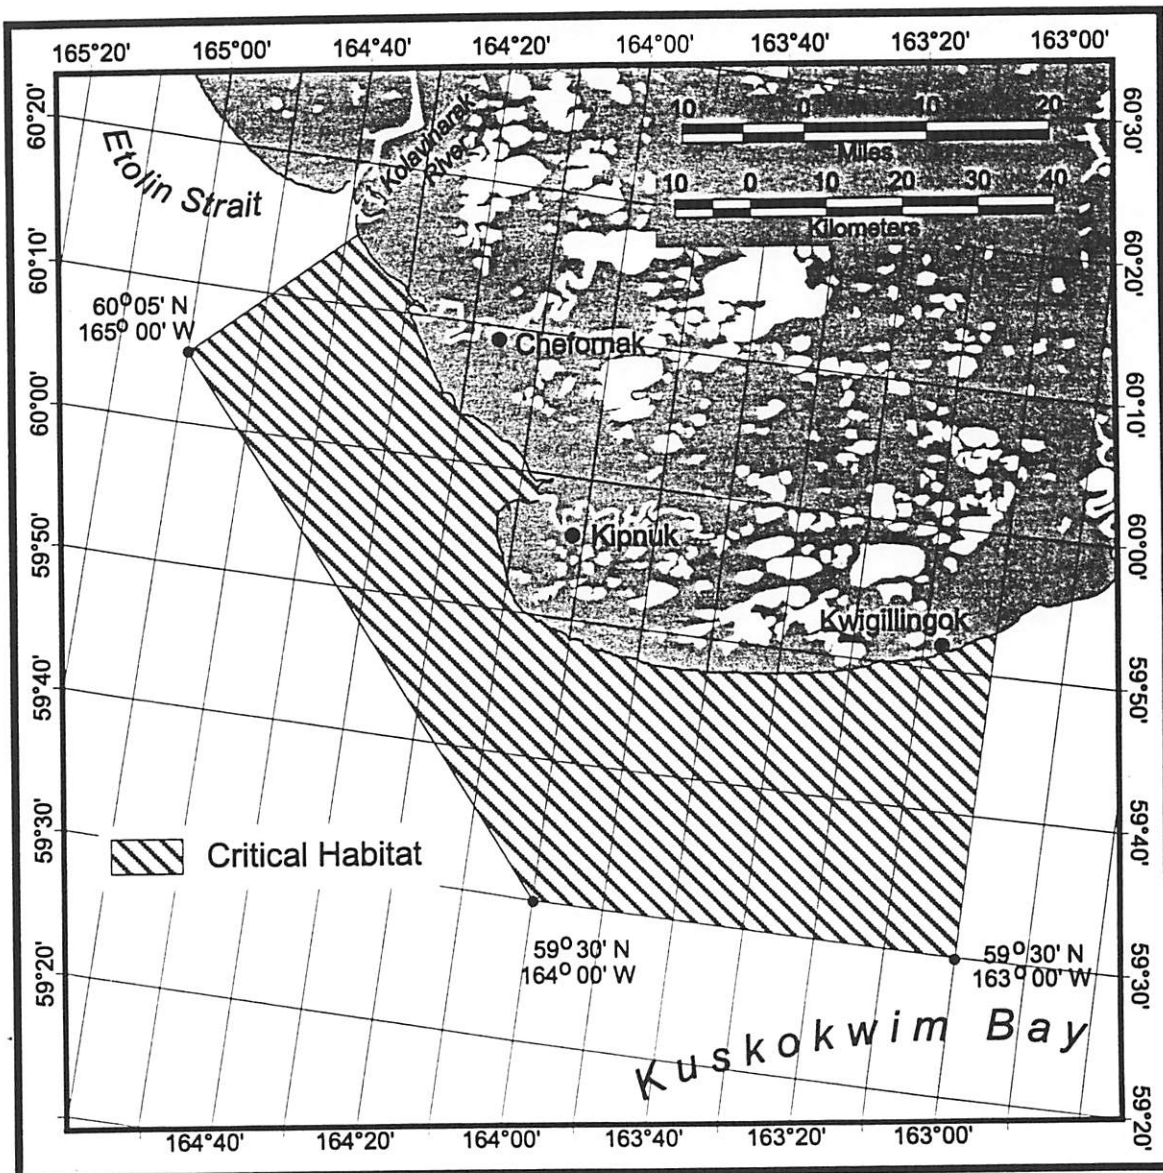 165°20' 165°00' 164°40' 164°20' 164°00' 163°40' 163°20' 163°00'
60°20'
60°10'
60°00'
59°50'
59°40'
59°30'
59°20'
60°30'
60°20'
60°10'
60°00'
59°50'
59°40'
59°30'
59°20'
Etolin Strait
Kolavinarak
River
10 0 10 20
Miles
10 0 10 20 30 40
Kilometers
60° 05' N
165° 00' W
Chefornak
Kipnuk
Kwigillingok
Critical Habitat
59° 30' N
164° 00' W
59° 30' N
163° 00' W
Kuskokwim Bay
164°40' 164°20' 164°00' 163°40' 163°20' 163°00'